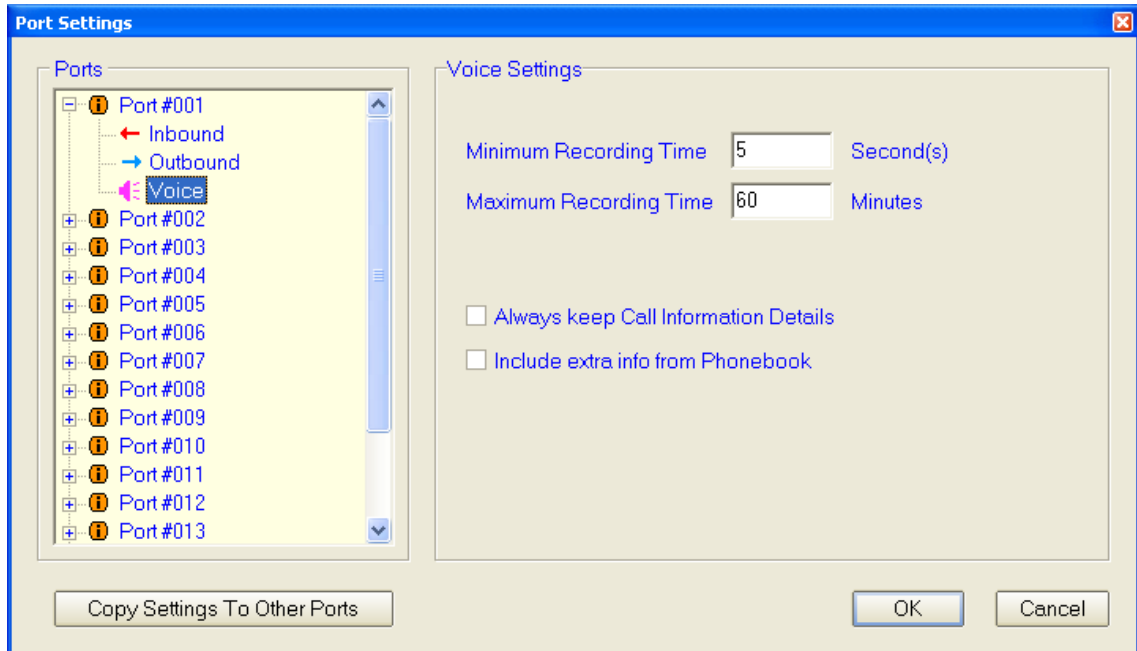 Port Settings
Ports
Port #001
Inbound
Outbound
Voice
Port #002
Port #003
Port #004
Port #005
Port #006
Port #007
Port #008
Port #009
Port #010
Port #011
Port #012
Port #013
Voice Settings
Minimum Recording Time 5 Second(s)
Maximum Recording Time 60 Minutes
Always keep Call Information Details
Include extra info from Phonebook
Copy Settings To Other Ports
OK
Cancel